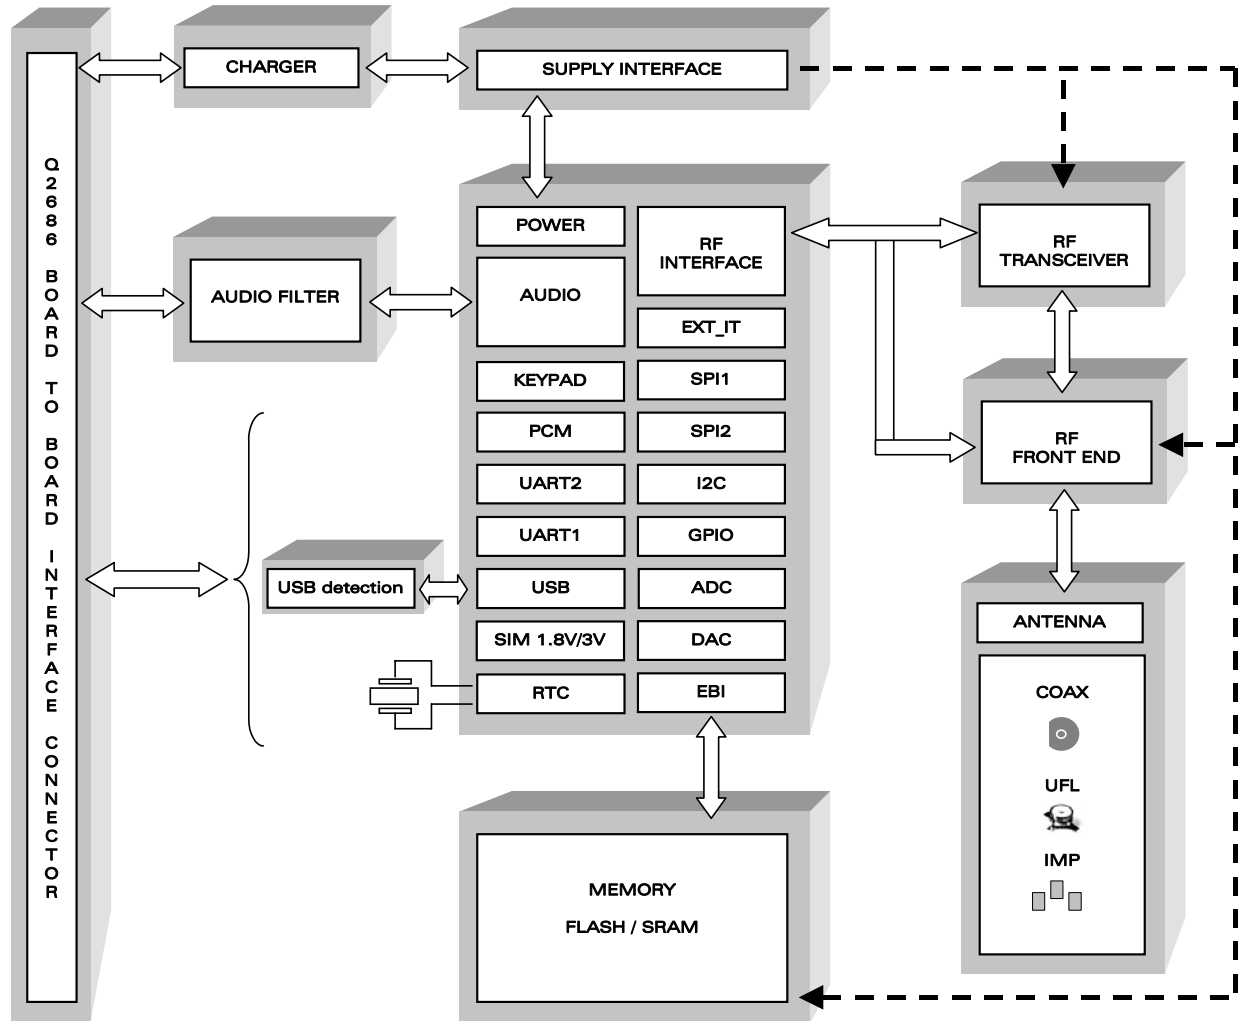 Q2686 BOARD TO BOARD INTERFACE CONNECTOR
CHARGER
SUPPLY INTERFACE
AUDIO FILTER
USB detection
POWER
AUDIO
KEYPAD
PCM
UART2
UART1
USB
SIM 1.8V/3V
RTC
RF
INTERFACE
EXT_IT
SPI1
SPI2
I2C
GPIO
ADC
DAC
EBI
MEMORY
FLASH / SRAM
RF
TRANSCEIVER
RF
FRONT END
ANTENNA
COAX
UFL
IMP